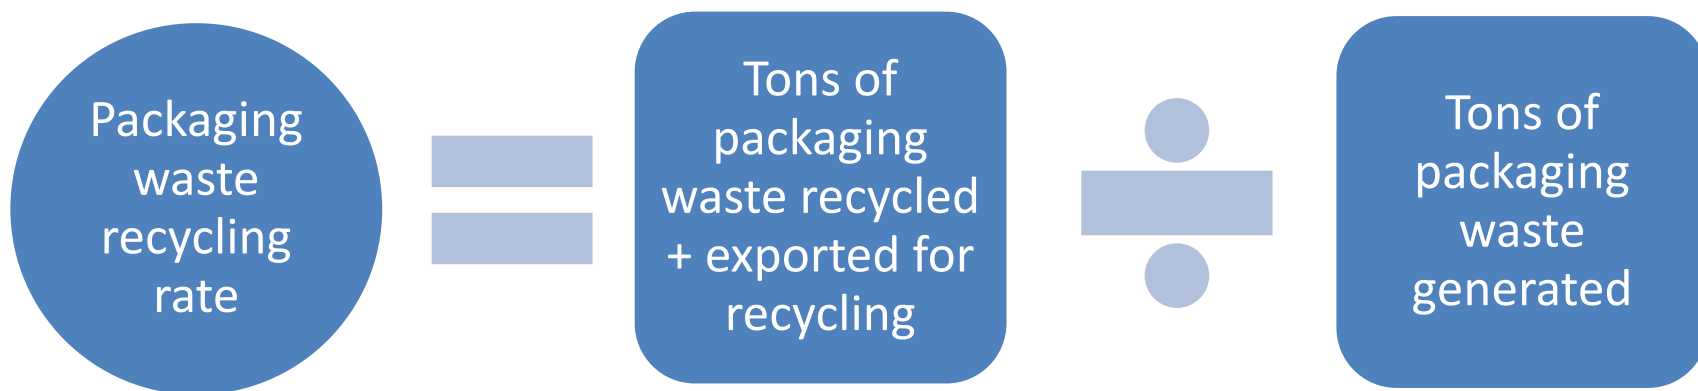 Packaging
waste
recycling
rate
Tons of
packaging
waste recycled
+ exported for
recycling
Tons of
packaging
waste
generated